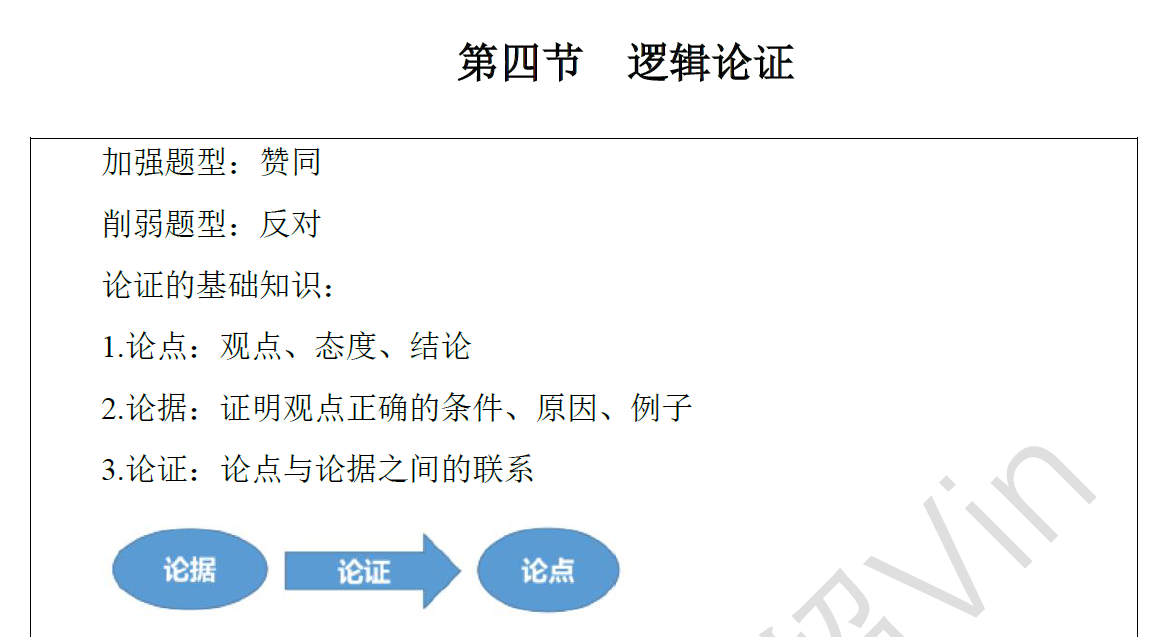 第四节 逻辑论证
加强题型：赞同
削弱题型：反对
论证的基础知识：
1.论点：观点、态度、结论
2.论据：证明观点正确的条件、原因、例子
3.论证：论点与论据之间的联系
论据 论证 论点
Vin